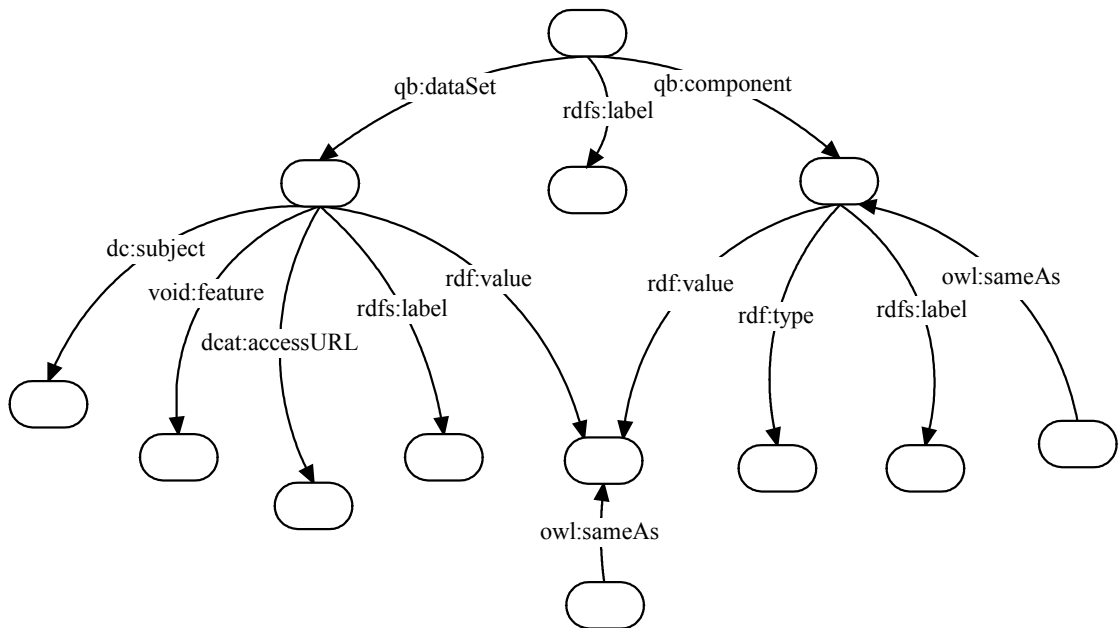 qb:dataSet
qb:component
rdfs:label
dc:subject
rdf:value
rdf:value
owl:sameAs
void:feature
rdfs:label
rdf:type
rdfs:label
dcat:accessURL
owl:sameAs